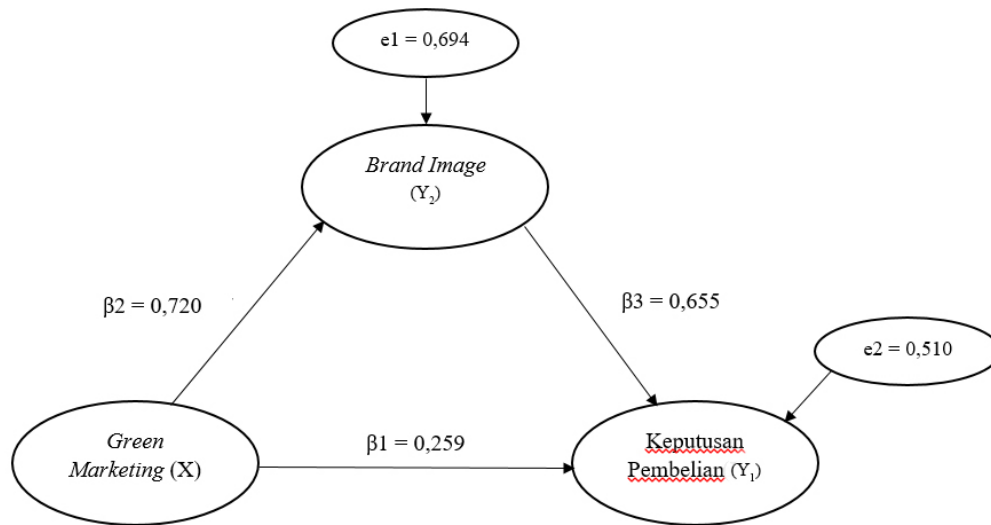 e1 = 0,694
Brand Image
(Y₂)
β2 = 0,720
β3 = 0,655
e2 = 0,510
Green
Marketing (X)
β1 = 0,259
Keputusan
Pembelian (Y₁)